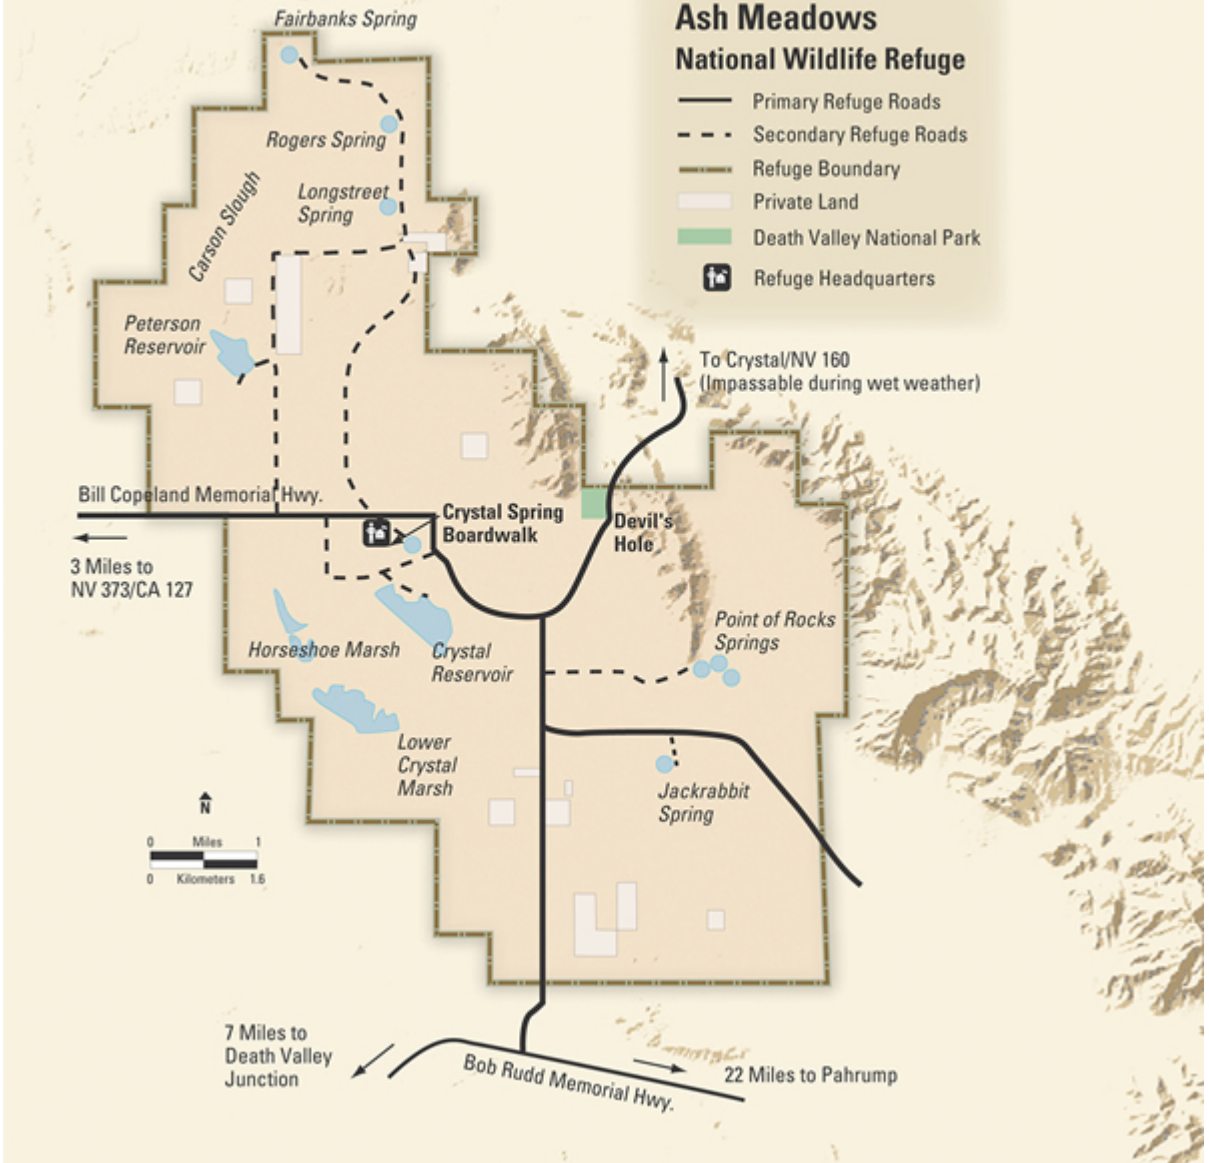 Fairbanks Spring
Ash Meadows
National Wildlife Refuge
Primary Refuge Roads
Secondary Refuge Roads
Refuge Boundary
Private Land
Death Valley National Park
Refuge Headquarters
Rogers Spring
Longstreet
Spring
Carson Slough
Peterson
Reservoir
To Crystal/NV 160
(Impassable during wet weather)
Bill Copeland Memorial Hwy.
Crystal Spring
Boardwalk
Devil's
Hole
3 Miles to
NV 373/CA 127
Point of Rocks
Springs
Horseshoe Marsh
Crystal
Reservoir
Lower
Crystal
Marsh
Jackrabbit
Spring
N
0 Miles 1
0 Kilometers 1.6
7 Miles to
Death Valley
Junction
Bob Rudd Memorial Hwy.
22 Miles to Pahrump